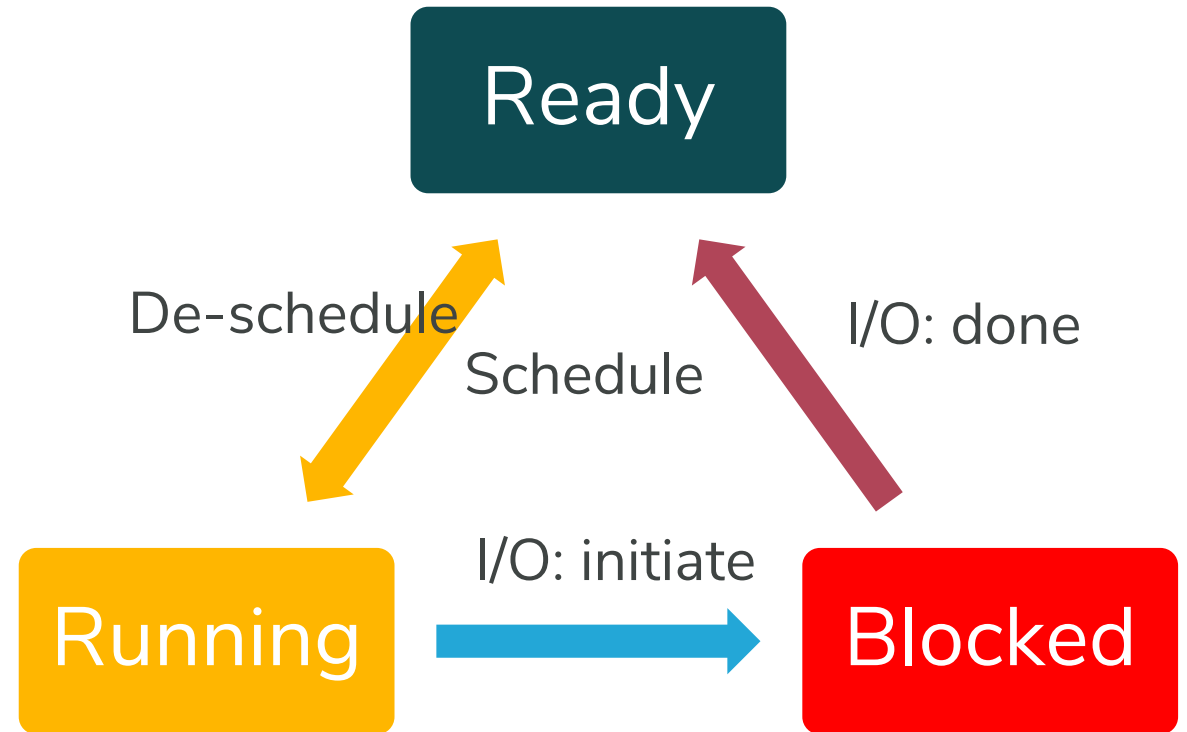 Ready
De-schedule
I/O: done
Schedule
I/O: initiate
Running
Blocked